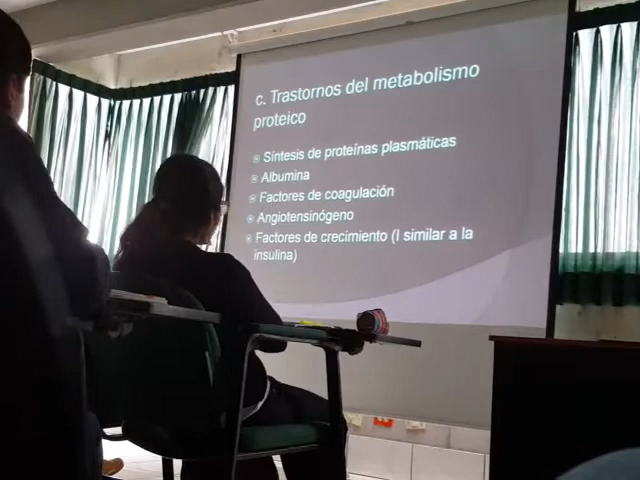 c. Trastornos del metabolismo
proteico
Síntesis de proteínas plasmáticas
Albumina
Factores de coagulación
Angiotensinógeno
Factores de crecimiento (I similar a la
insulina)